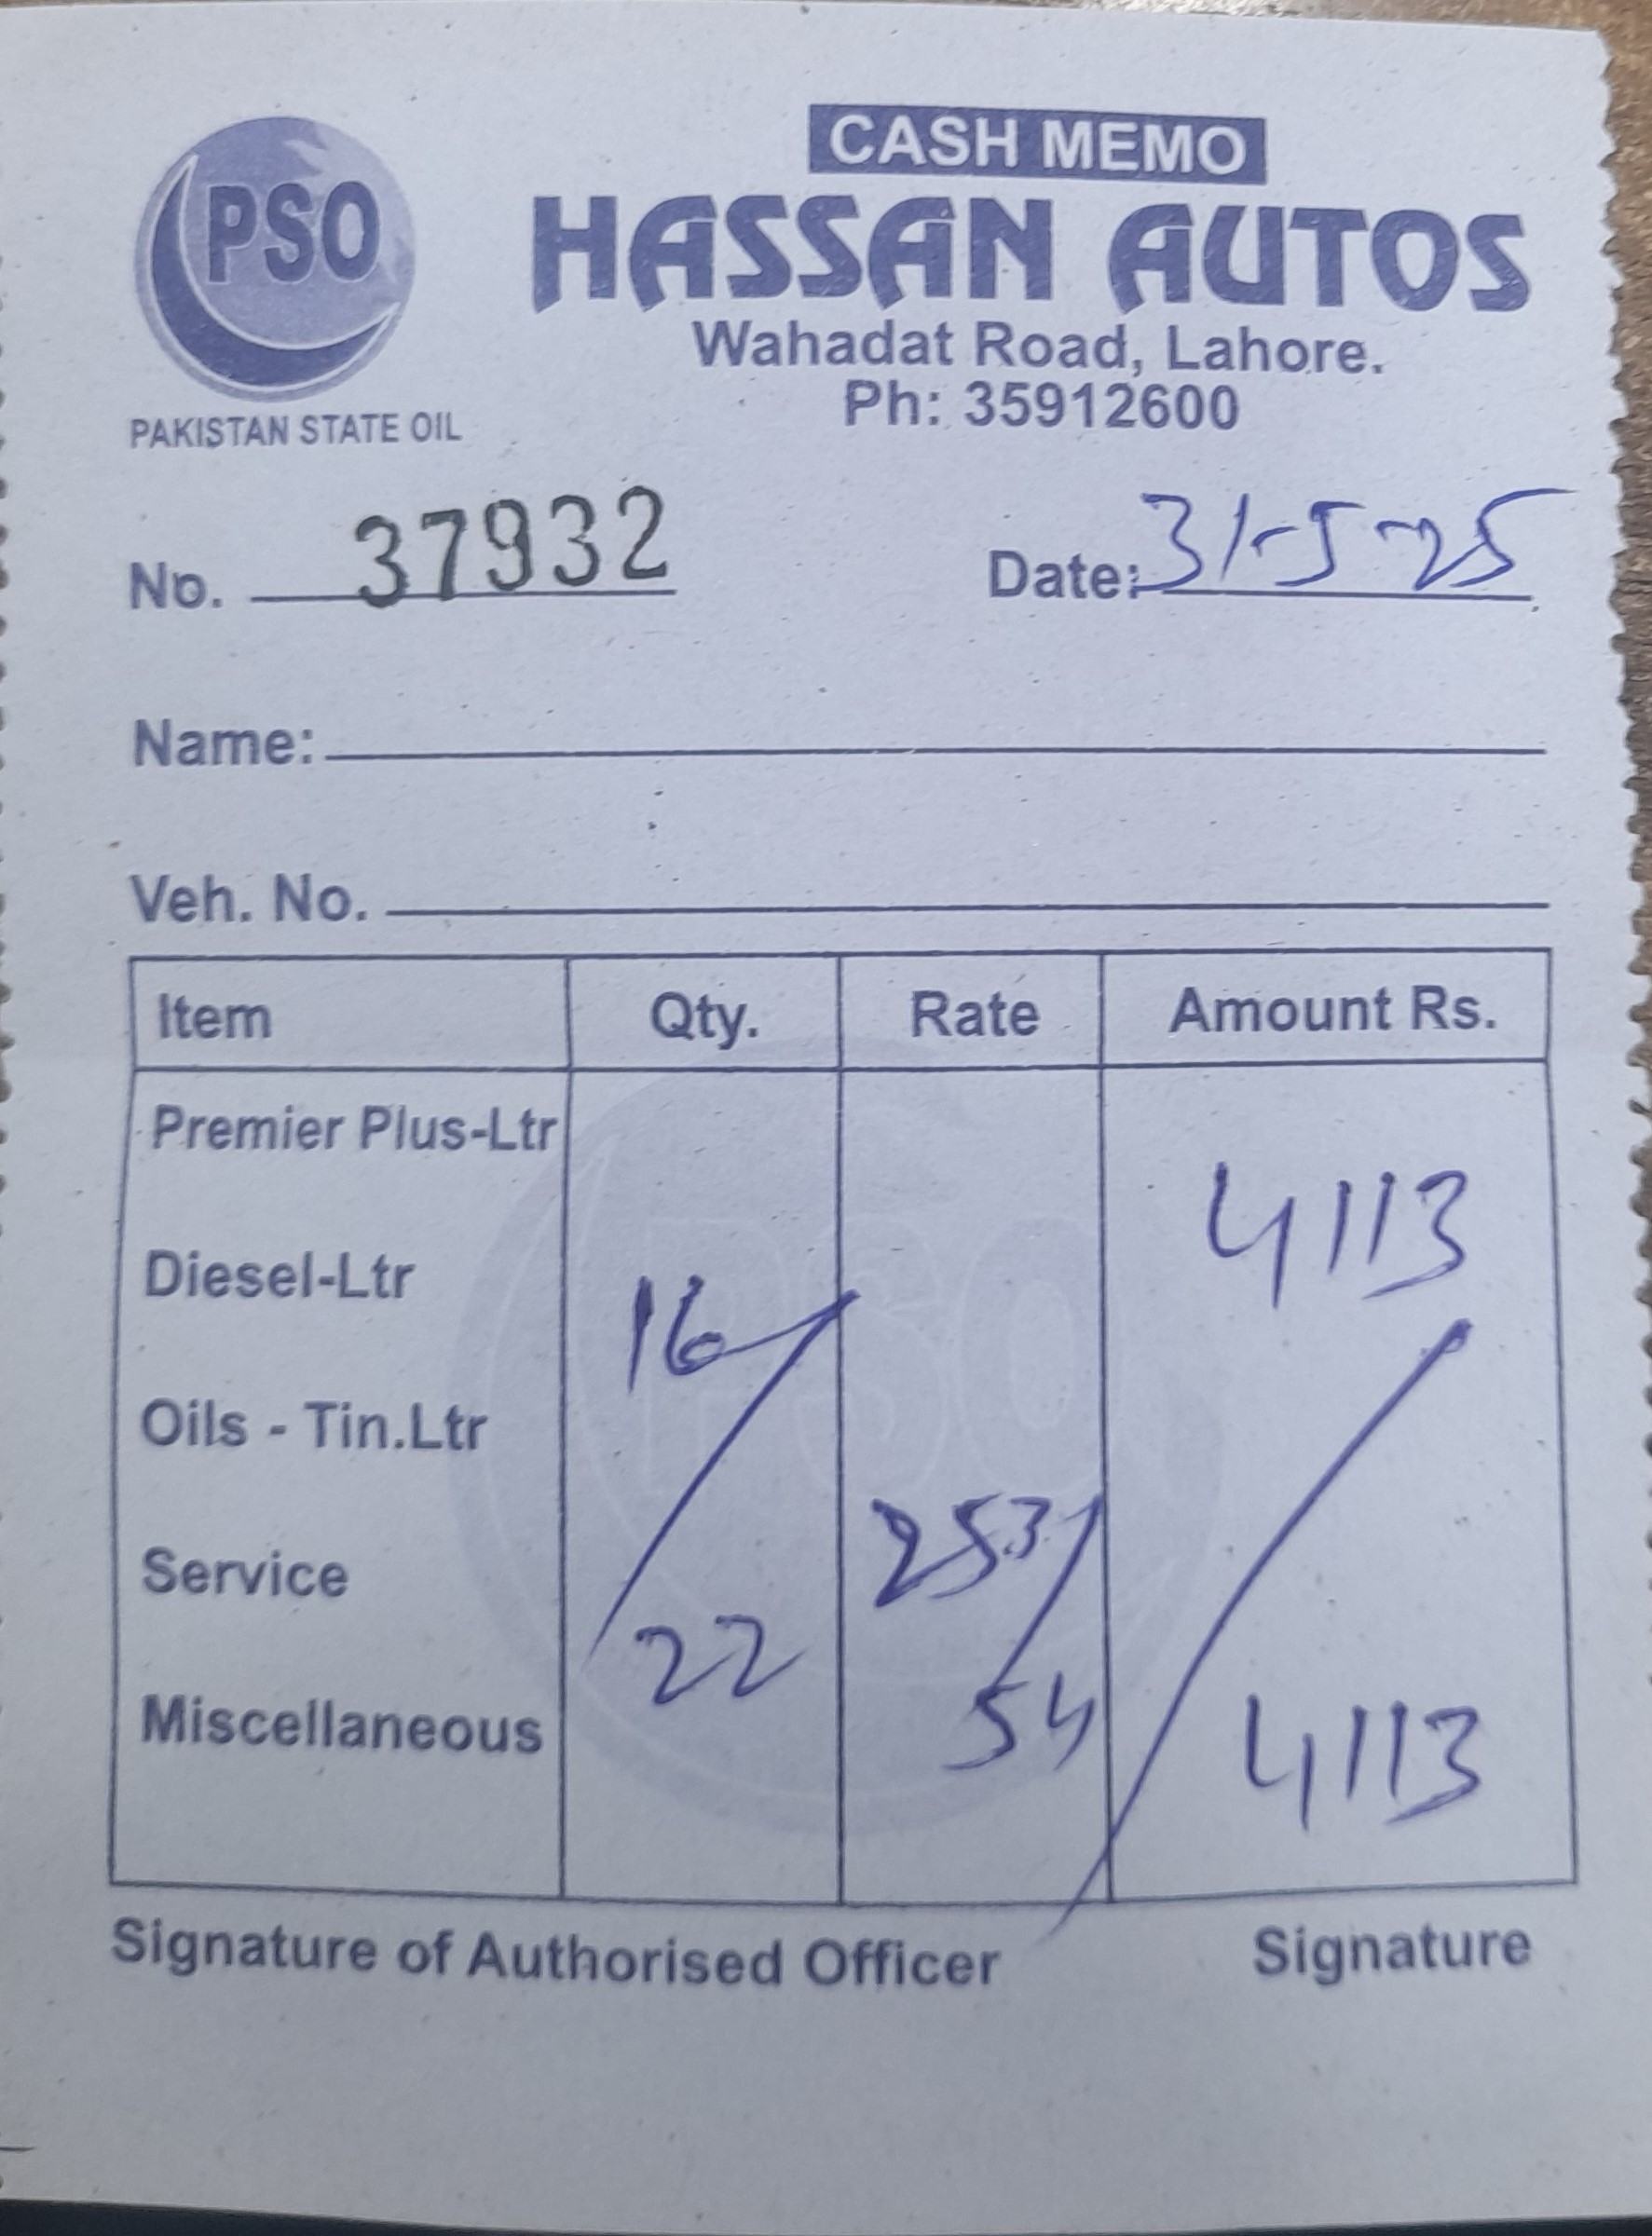 CASH MEMO
PSO
HASSAN AUTOS
Wahadat Road, Lahore.
Ph: 35912600
PAKISTAN STATE OIL
No. 37932 Date: 31-5-25
Name:
Veh. No.
Item Qty. Rate Amount Rs.
Premier Plus-Ltr
4113
Diesel-Ltr
16
Oils - Tin.Ltr
253
Service
22
Miscellaneous 54 4113
Signature of Authorised Officer Signature